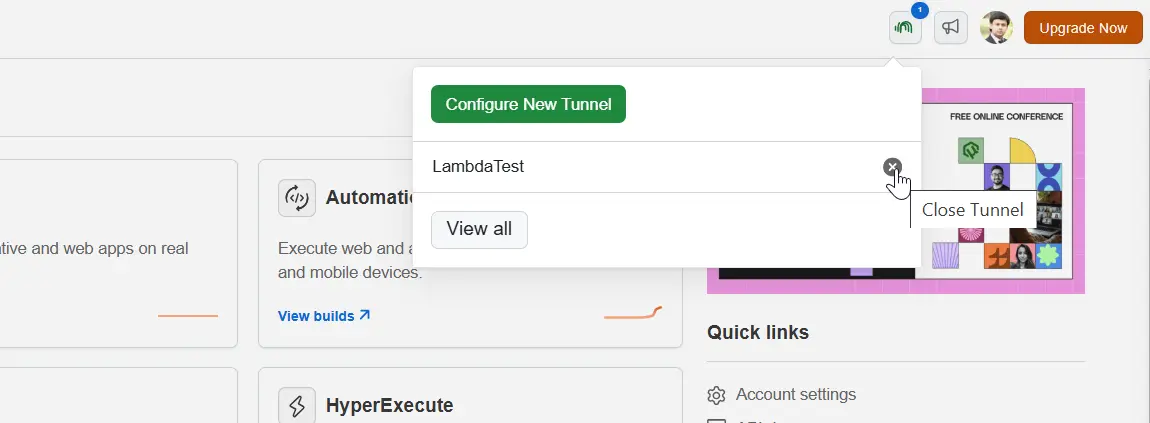 1
Upgrade Now
Configure New Tunnel
FREE ONLINE CONFERENCE
LambdaTest
Close Tunnel
View all
ative and web apps on real
Automatic
Execute web and a
and mobile devices.
View builds
Quick links
HyperExecute
Account settings